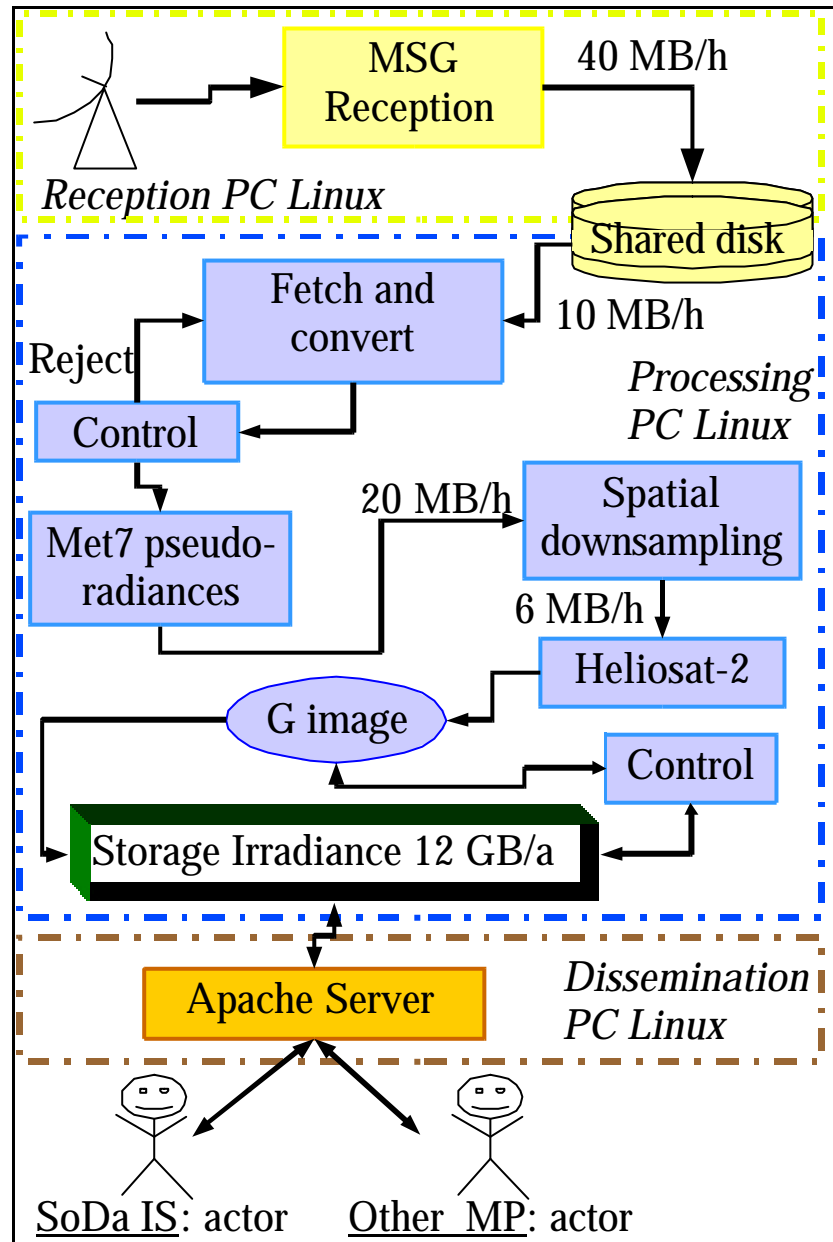 MSG
Reception
40 MB/h
Reception PC Linux
Shared disk
Fetch and
convert
10 MB/h
Reject
Processing
PC Linux
Control
20 MB/h
Spatial
downsampling
Met7 pseudo-
radiances
6 MB/h
Heliosat-2
G image
Control
Storage Irradiance 12 GB/a
Apache Server
Dissemination
PC Linux
SoDa IS: actor
Other MP: actor